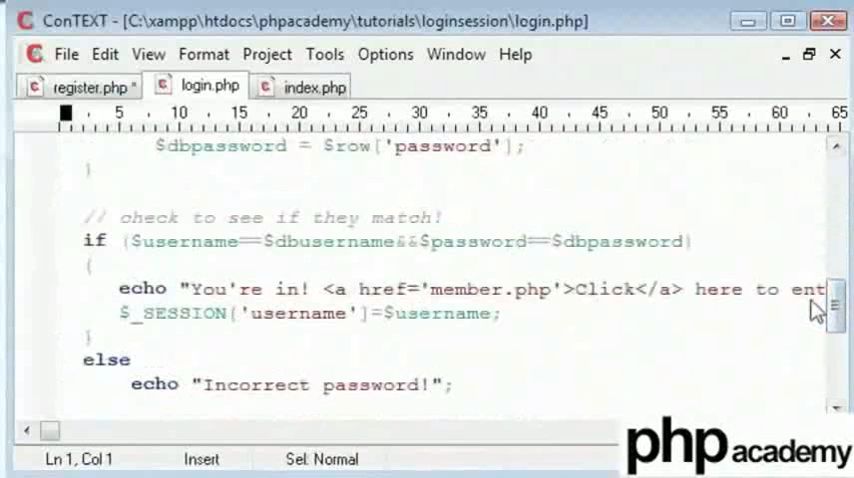 ConTEXT - [C:\xampp\htdocs\phpacademy\tutorials\loginsession\login.php]
File Edit View Format Project Tools Options Window Help
register.php * login.php index.php
5 10 15 20 25 30 35 40 45 50 55 60 65
$dbpassword = $row['password'];
}
// check to see if they match!
if ($username==$dbusername&&$password==$dbpassword)
{
echo "You're in! <a href='member.php'>Click</a> here to ent
$_SESSION['username']=$username;
}
else
echo "Incorrect password!";
Ln 1, Col 1 Insert Sel: Normal
php academy